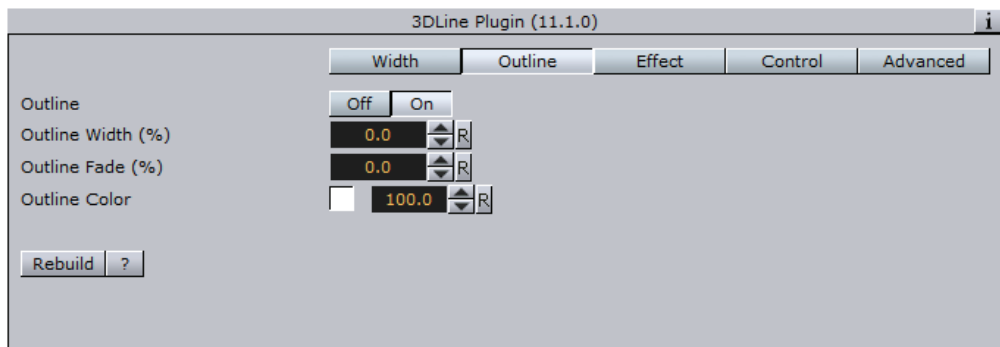 3DLine Plugin (11.1.0) i
Width Outline Effect Control Advanced
Outline Off On
Outline Width (%) 0.0 R
Outline Fade (%) 0.0 R
Outline Color 100.0 R
Rebuild ?